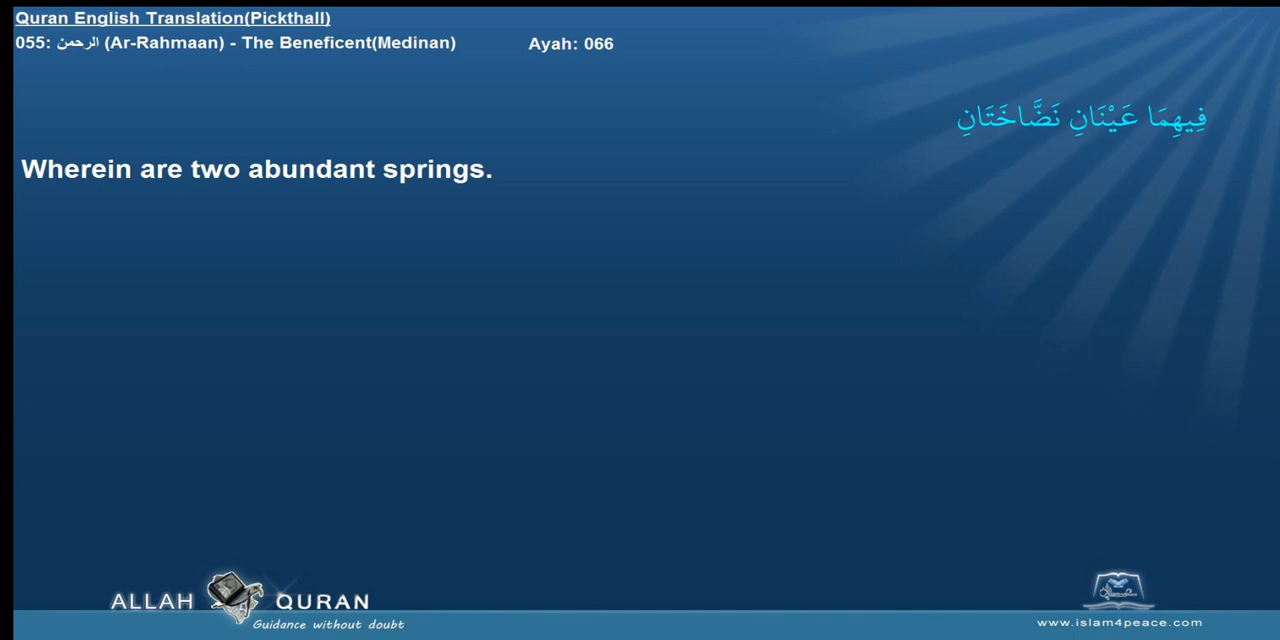 Quran English Translation(Pickthall)
055: الرحمن (Ar-Rahmaan) - The Beneficent(Medinan) Ayah: 066
فِيهِمَا عَيْنَانِ نَضَّاخَتَانِ
Wherein are two abundant springs.
ALLAH QURAN
Guidance without doubt
www.islam4peace.com